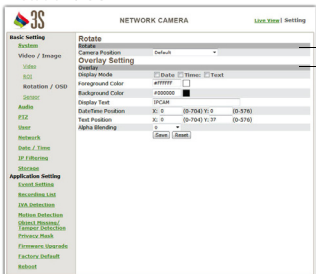 3S
NETWORK CAMERA
Live View | Setting
Basic Setting
System
Video / Image
Video
ROI
Rotation / OSD
Sensor
Audio
PTZ
User
Network
Date / Time
IP Filtering
Storage
Application Setting
Event Setting
Recording List
IVA Detection
Motion Detection
Object Missing/
Tamper Detection
Privacy Mask
Firmware Upgrade
Factory Default
Reboot
Rotate
Rotate
Camera Position Default
Overlay Setting
Overlay
Display Mode Date Time: Text
Foreground Color #FFFFFF
Background Color #000000
Display Text IPCAM
DateTime Position X: 0 (0-704) Y: 0 (0-576)
Text Position X: 0 (0-704) Y: 37 (0-576)
Alpha Blending 0
Save Reset